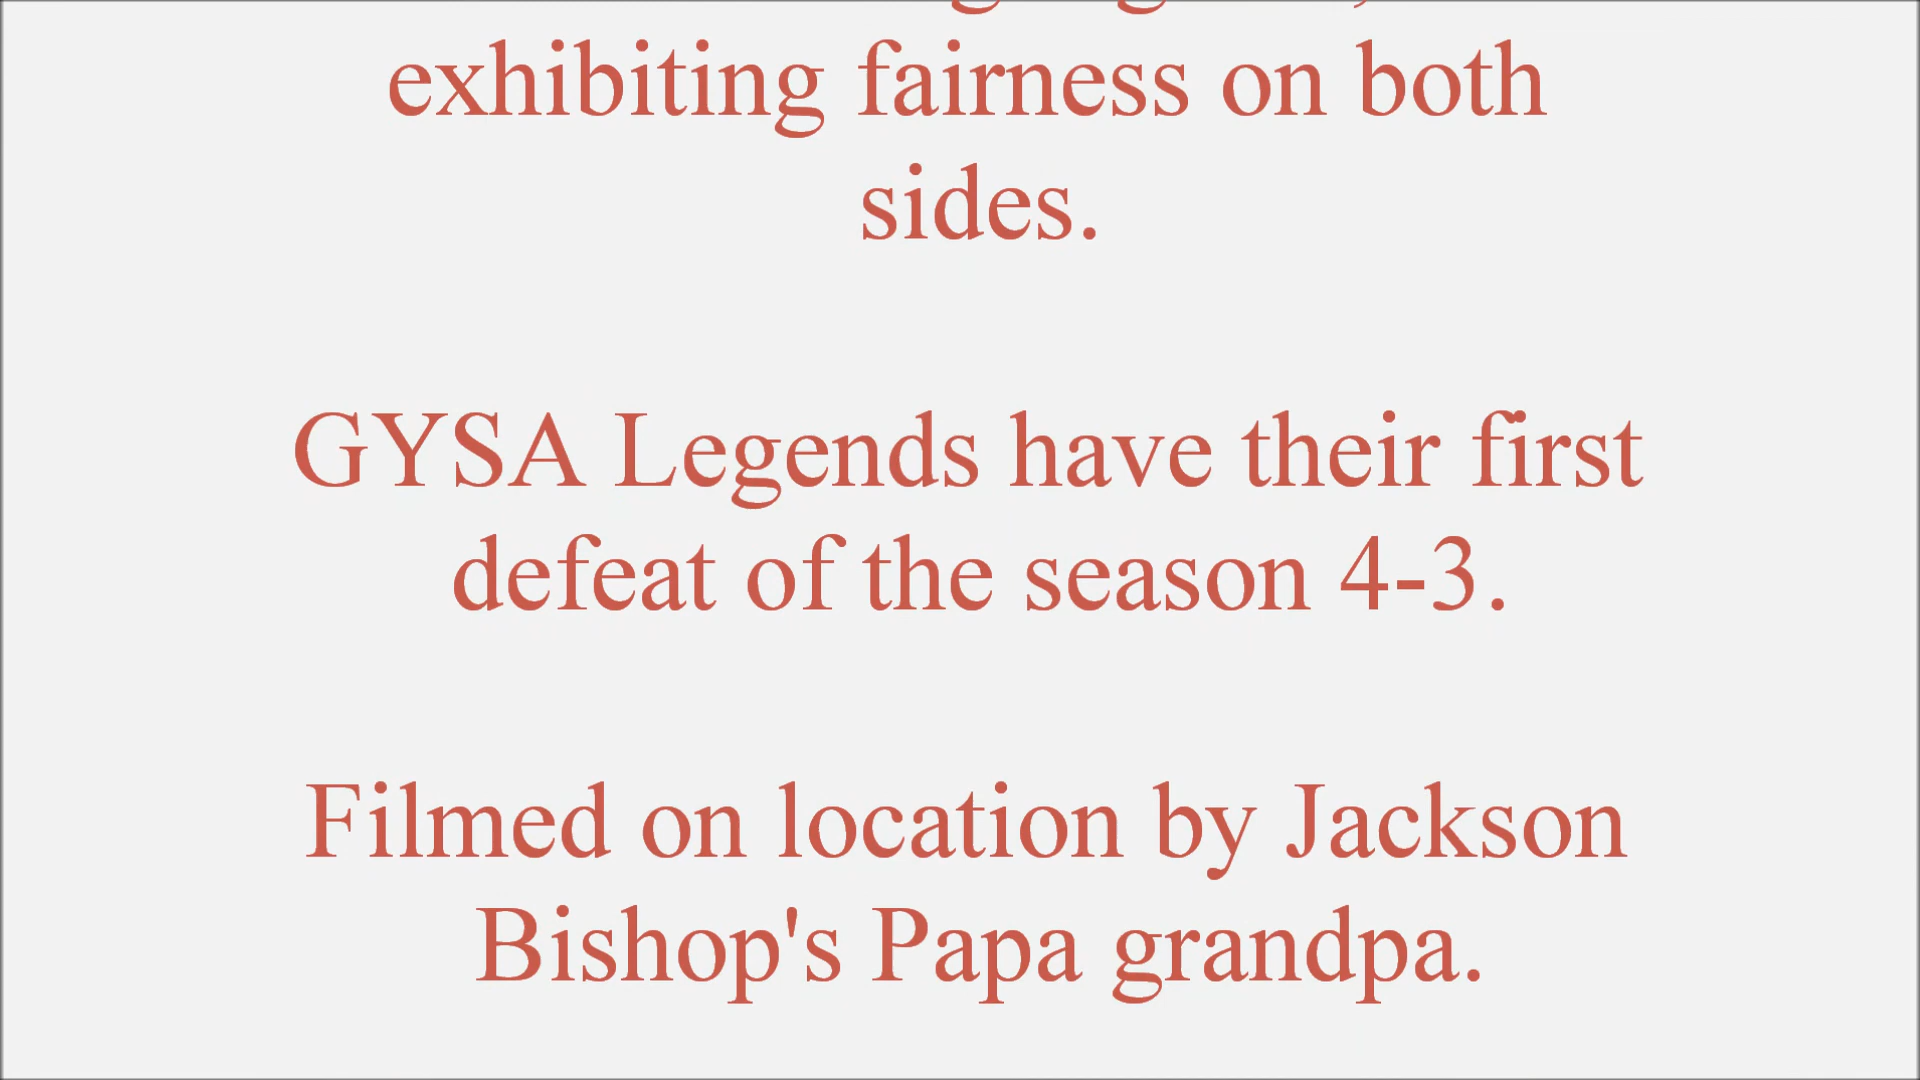 exhibiting fairness on both
sides.
GYSA Legends have their first
defeat of the season 4-3.
Filmed on location by Jackson
Bishop's Papa grandpa.